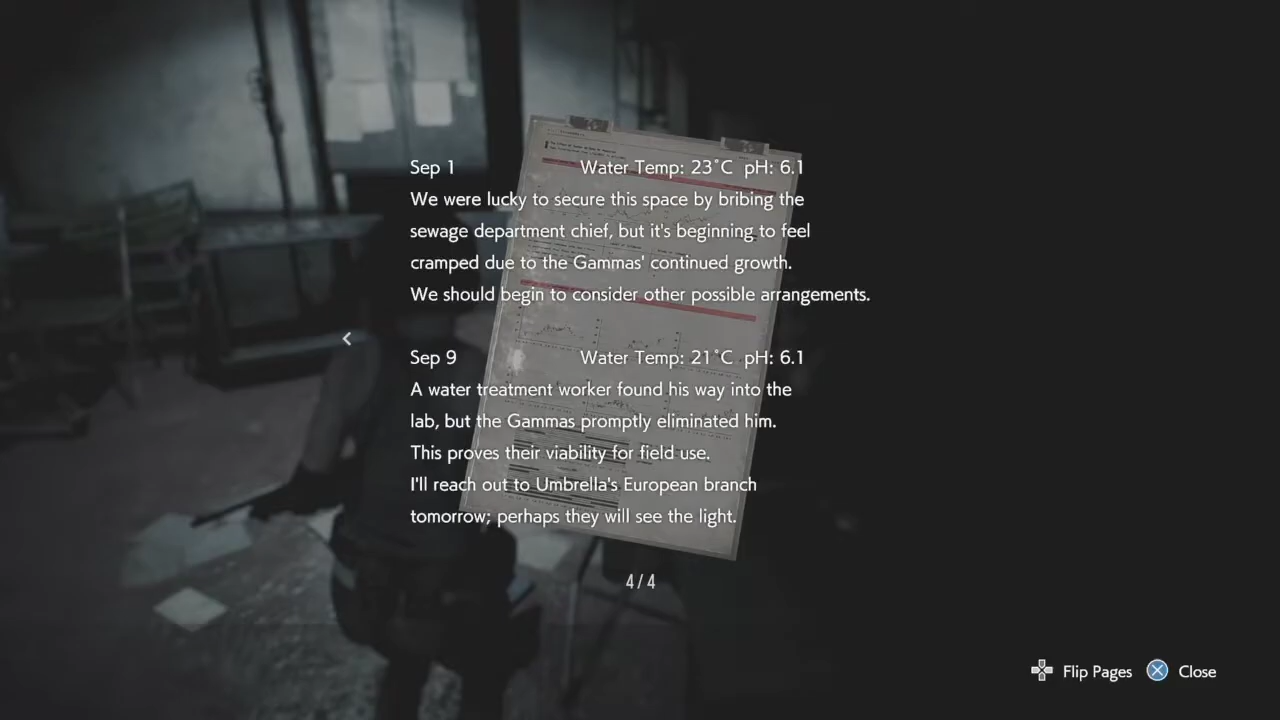 Sep 1 Water Temp: 23°C pH: 6.1
We were lucky to secure this space by bribing the
sewage department chief, but it's beginning to feel
cramped due to the Gammas' continued growth.
We should begin to consider other possible arrangements.
Sep 9 Water Temp: 21°C pH: 6.1
A water treatment worker found his way into the
lab, but the Gammas promptly eliminated him.
This proves their viability for field use.
I'll reach out to Umbrella's European branch
tomorrow; perhaps they will see the light.
4/4
Flip Pages Close